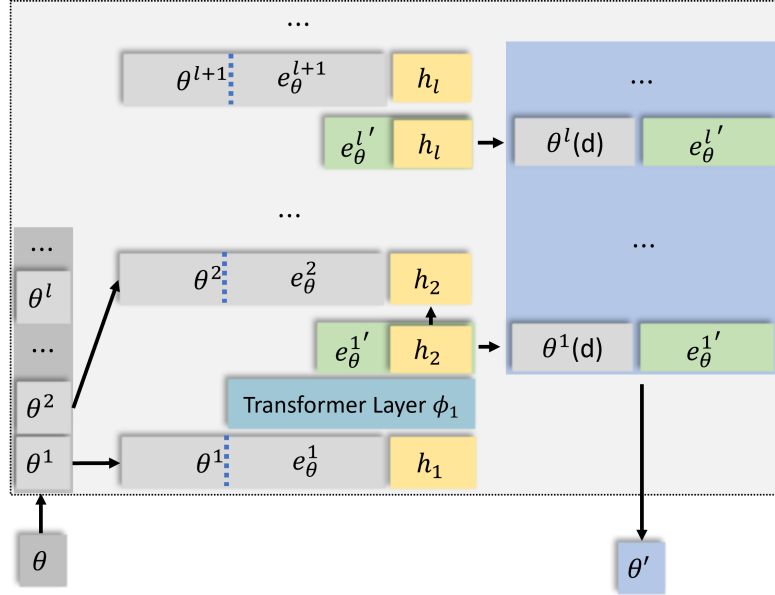 ...
θ^{l+1} e_θ^{l+1} h_l
...
e_θ^{l}′ h_l θ^l(d) e_θ^{l}′
...
...
...
θ^2 e_θ^2 h_2
θ^l
...
e_θ^{1}′ h_2 θ^1(d) e_θ^{1}′
θ^2 Transformer Layer ϕ_1
θ^1 θ^1 e_θ^1 h_1
θ θ′